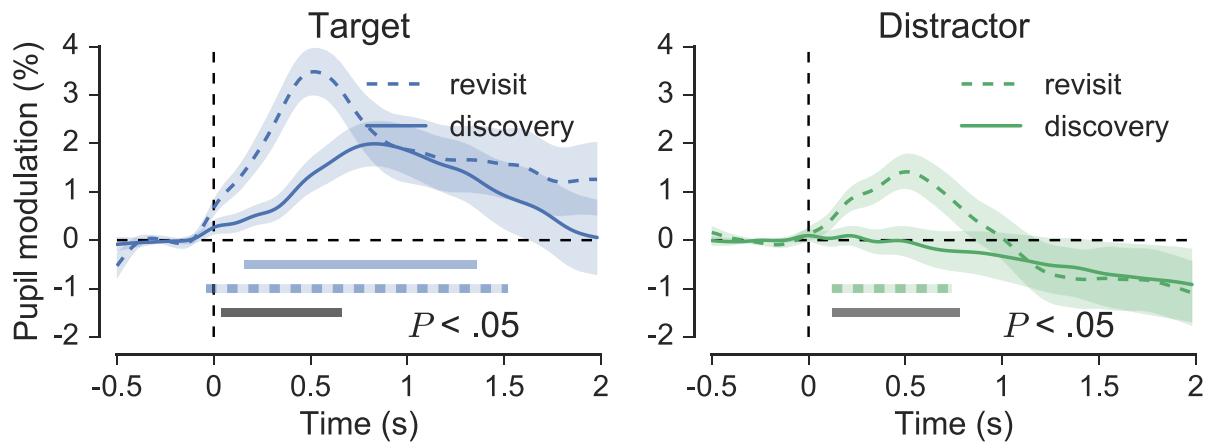 Target
Pupil modulation (%)
4
3
2
1
0
-1
-2
revisit
discovery
P < .05
-0.5
0
0.5
1
1.5
2
Time (s)
Distractor
4
3
2
1
0
-1
-2
revisit
discovery
P < .05
-0.5
0
0.5
1
1.5
2
Time (s)